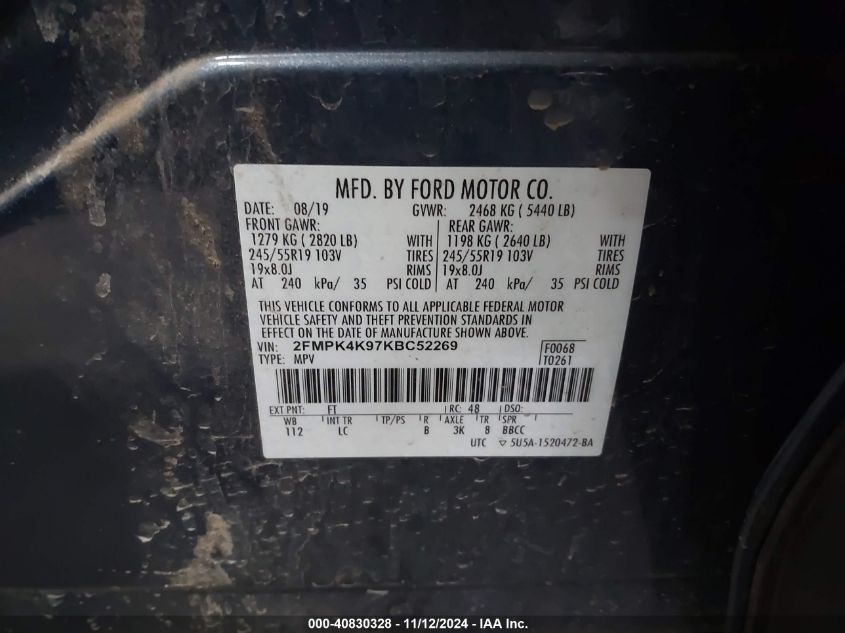 MFD. BY FORD MOTOR CO.
DATE: 08/19 GVWR: 2468 KG ( 5440 LB)
FRONT GAWR: REAR GAWR:
1279 KG ( 2820 LB) WITH 1198 KG ( 2640 LB) WITH
245/55R19 103V TIRES 245/55R19 103V TIRES
19x8.0J RIMS 19x8.0J RIMS
AT 240 kPa/ 35 PSI COLD AT 240 kPa/ 35 PSI COLD
THIS VEHICLE CONFORMS TO ALL APPLICABLE FEDERAL MOTOR
VEHICLE SAFETY AND THEFT PREVENTION STANDARDS IN
EFFECT ON THE DATE OF MANUFACTURE SHOWN ABOVE.
VIN: 2FMPK4K97KBC52269 F0068
TYPE: MPV T0261
EXT PNT: FT RC: 48 DSO:
WB INT TR TP/PS R AXLE TR SPR
112 LC B 3K 8 BBCC
UTC ▽ 5U5A-1520472-BA
000-40830328 - 11/12/2024 - IAA Inc.